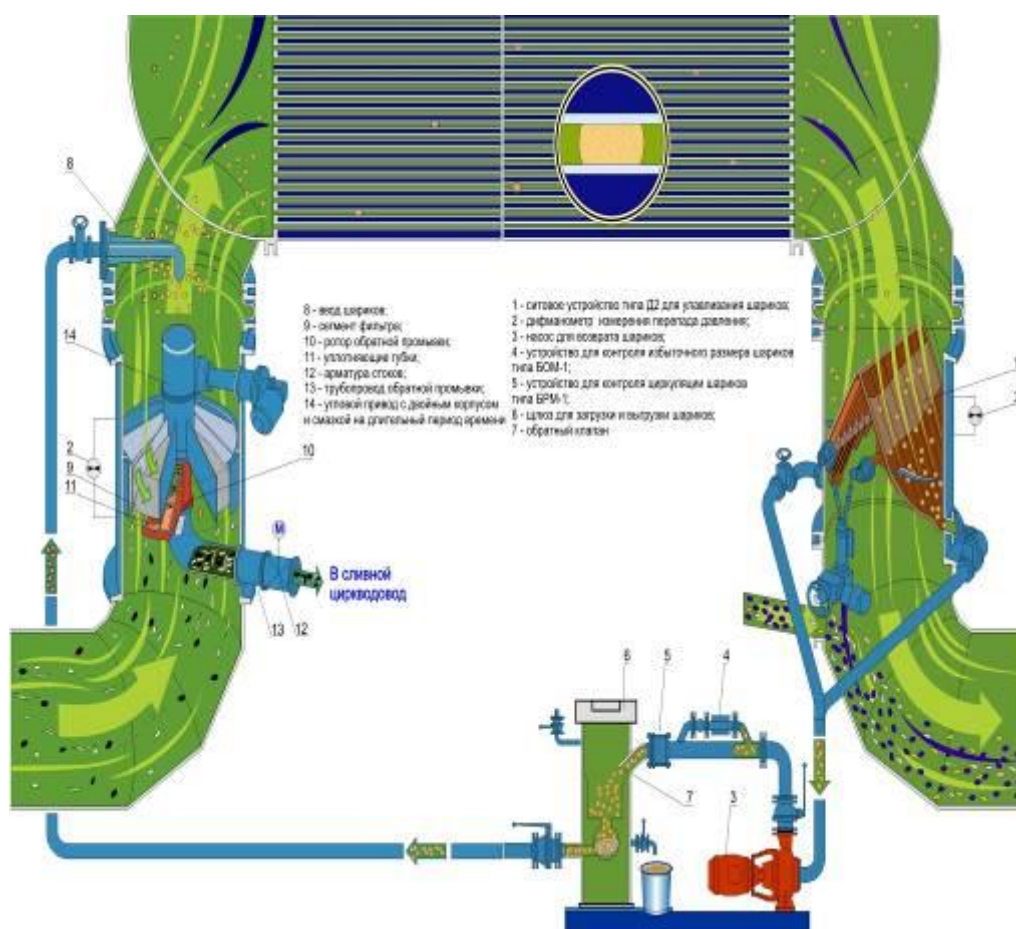 8
8 - ввод шариков;
9 - сегмент фильтра;
10 - ротор обратной промывки;
11 - уплотняющие губки;
12 - арматура стоков;
13 - трубопровод обратной промывки;
14 - угловой привод с двойным корпусом
и смазкой на длительный период времени
1 - ситовое устройство типа Д2 для улавливания шариков;
2 - дифманометр измерения перепада давления;
3 - насос для возврата шариков;
4 - устройство для контроля избыточного размера шариков
типа БОМ-1;
5 - устройство для контроля циркуляции шариков
типа БРМ-1;
6 - шлюз для загрузки и выгрузки шариков;
7 - обратный клапан
14
1
2
2
9
11
10
М
В сливной
циркводовод
13
12
6
5
4
7
3